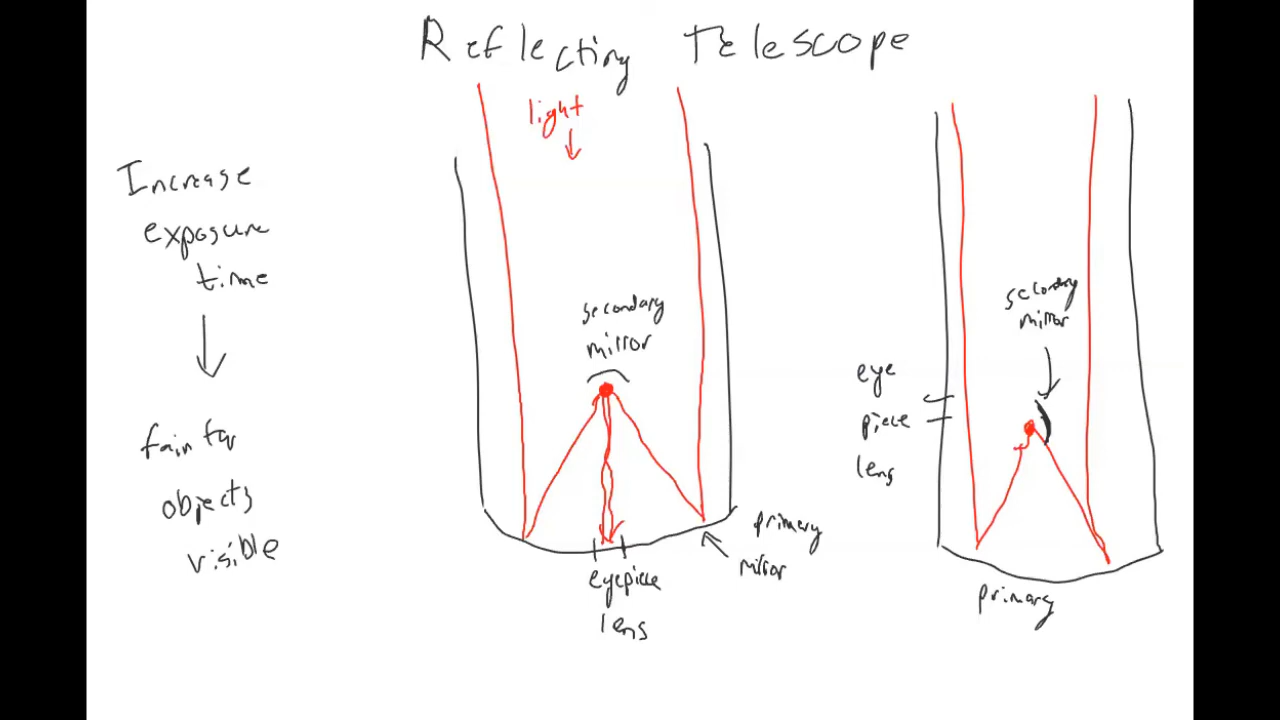 Reflecting Telescope
light
Increase
exposure
time
fainter
objects
visible
secondary
mirror
primary
mirror
eyepiece
lens
secondary
mirror
eye
piece
lens
primary